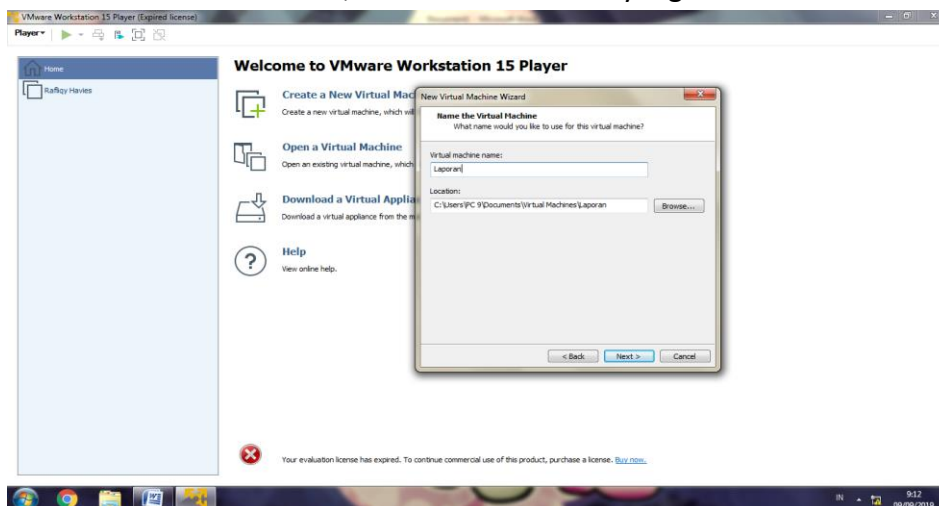 VMware Workstation 15 Player (Expired license)
Player
Home
Rafiqy Havies
Welcome to VMware Workstation 15 Player
Create a New Virtual Mac
Create a new virtual machine, which will
Open a Virtual Machine
Open an existing virtual machine, which
Download a Virtual Applia
Download a virtual appliance from the m
Help
View online help.
New Virtual Machine Wizard
Name the Virtual Machine
What name would you like to use for this virtual machine?
Virtual machine name:
Laporan
Location:
C:\Users\PC 9\Documents\Virtual Machines\Laporan
Browse...
< Back
Next >
Cancel
Your evaluation license has expired. To continue commercial use of this product, purchase a license. Buy now.
IN
9:12
09/09/2019